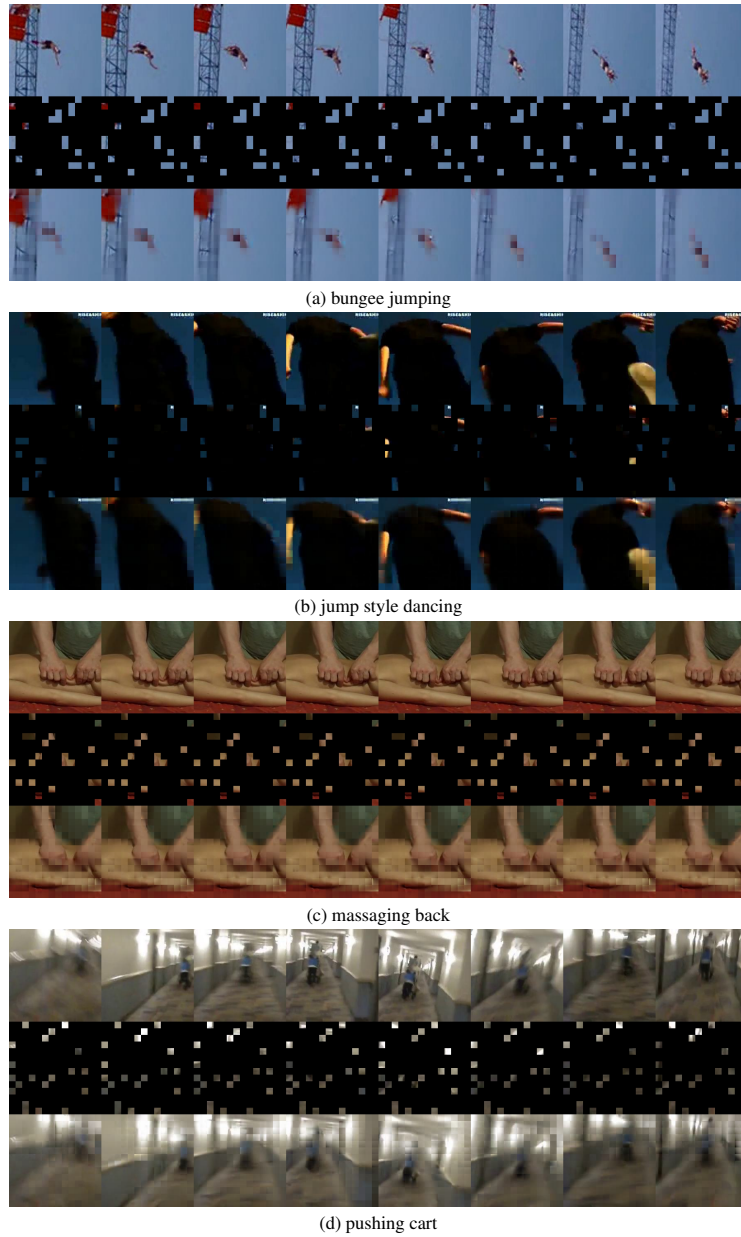 (a) bungee jumping
(b) jump style dancing
(c) massaging back
(d) pushing cart